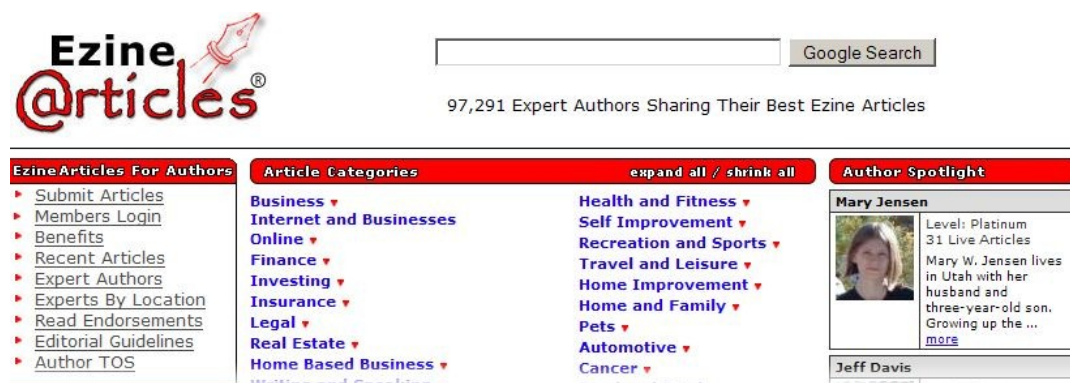 Ezine
@rticles®
Google Search
97,291 Expert Authors Sharing Their Best Ezine Articles
EzineArticles For Authors
Submit Articles
Members Login
Benefits
Recent Articles
Expert Authors
Experts By Location
Read Endorsements
Editorial Guidelines
Author TOS
Article Categories
expand all / shrink all
Business
Internet and Businesses
Online
Finance
Investing
Insurance
Legal
Real Estate
Home Based Business
Health and Fitness
Self Improvement
Recreation and Sports
Travel and Leisure
Home Improvement
Home and Family
Pets
Automotive
Cancer
Author Spotlight
Mary Jensen
Level: Platinum
31 Live Articles
Mary W. Jensen lives
in Utah with her
husband and
three-year-old son.
Growing up the ...
more
Jeff Davis